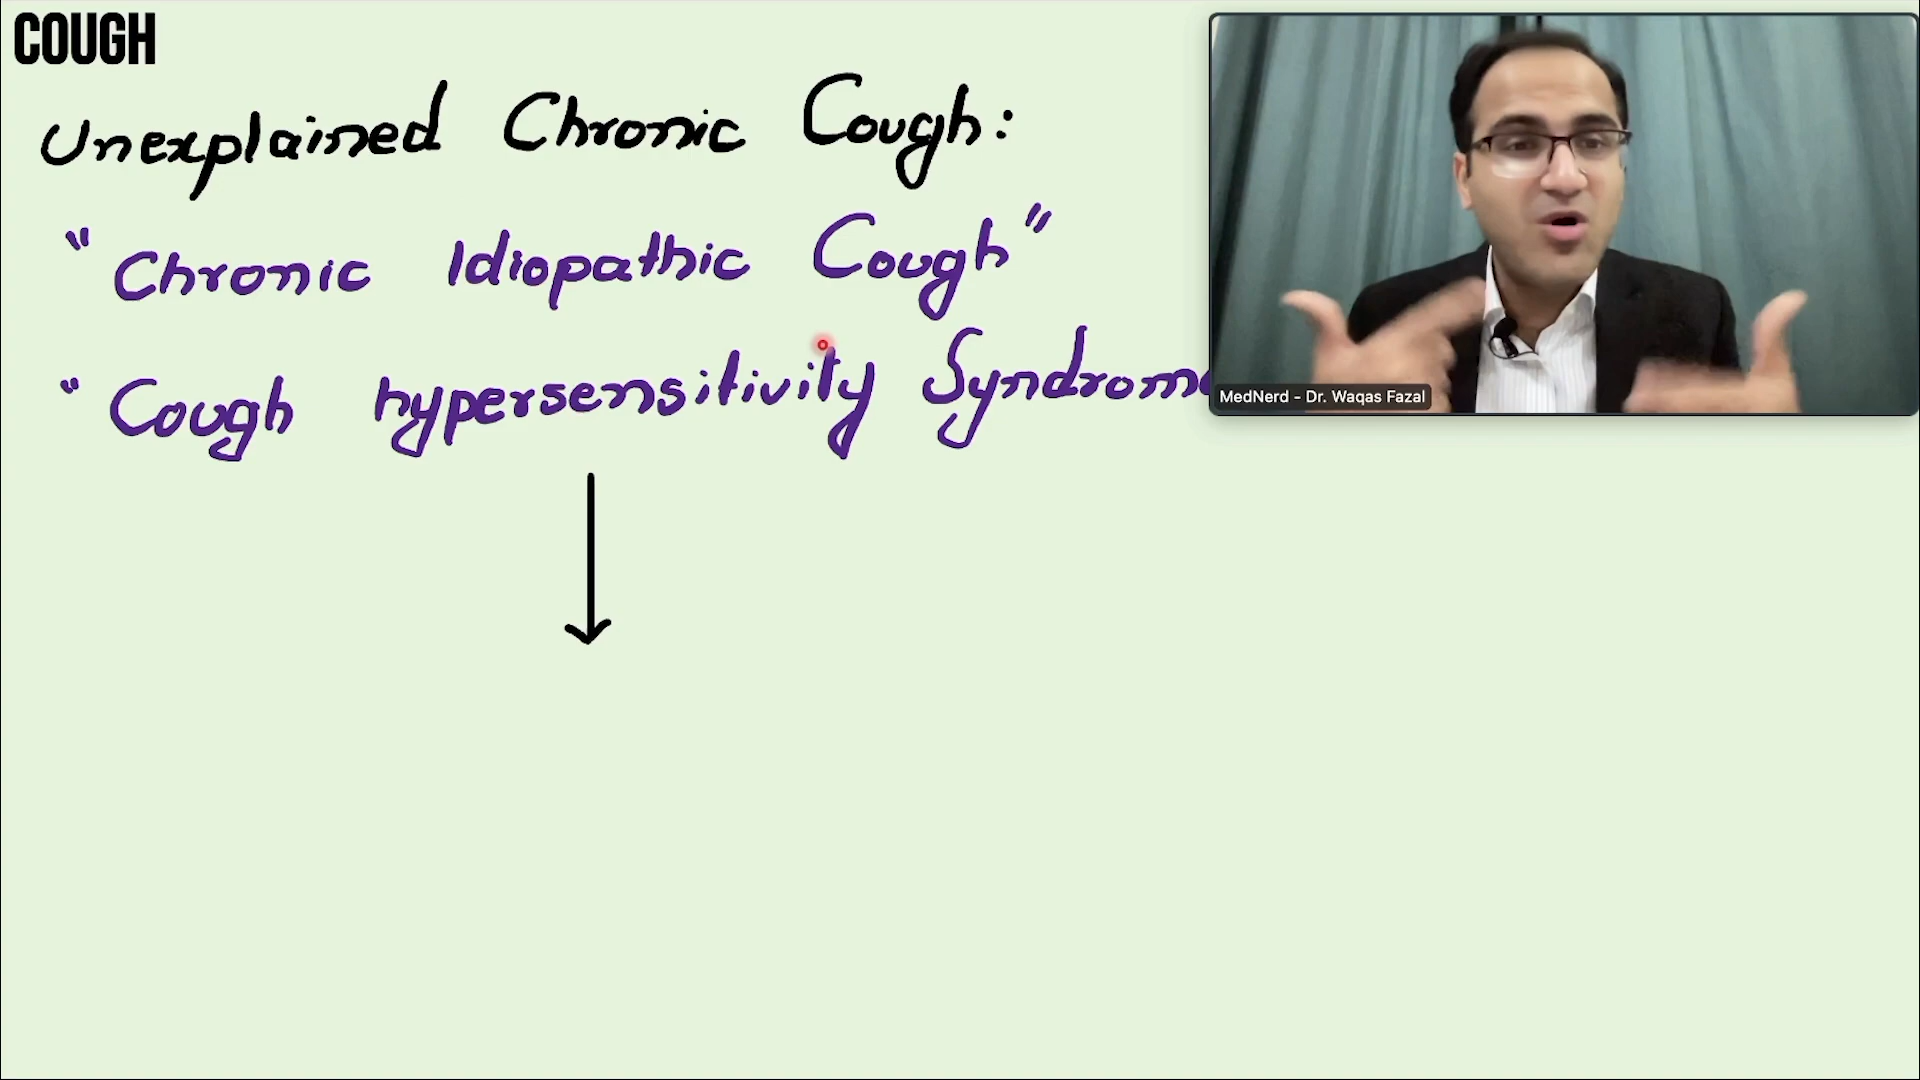 COUGH
Unexplained Chronic Cough:
"Chronic Idiopathic Cough"
"Cough hypersensitivity Syndrome
MedNerd - Dr. Waqas Fazal